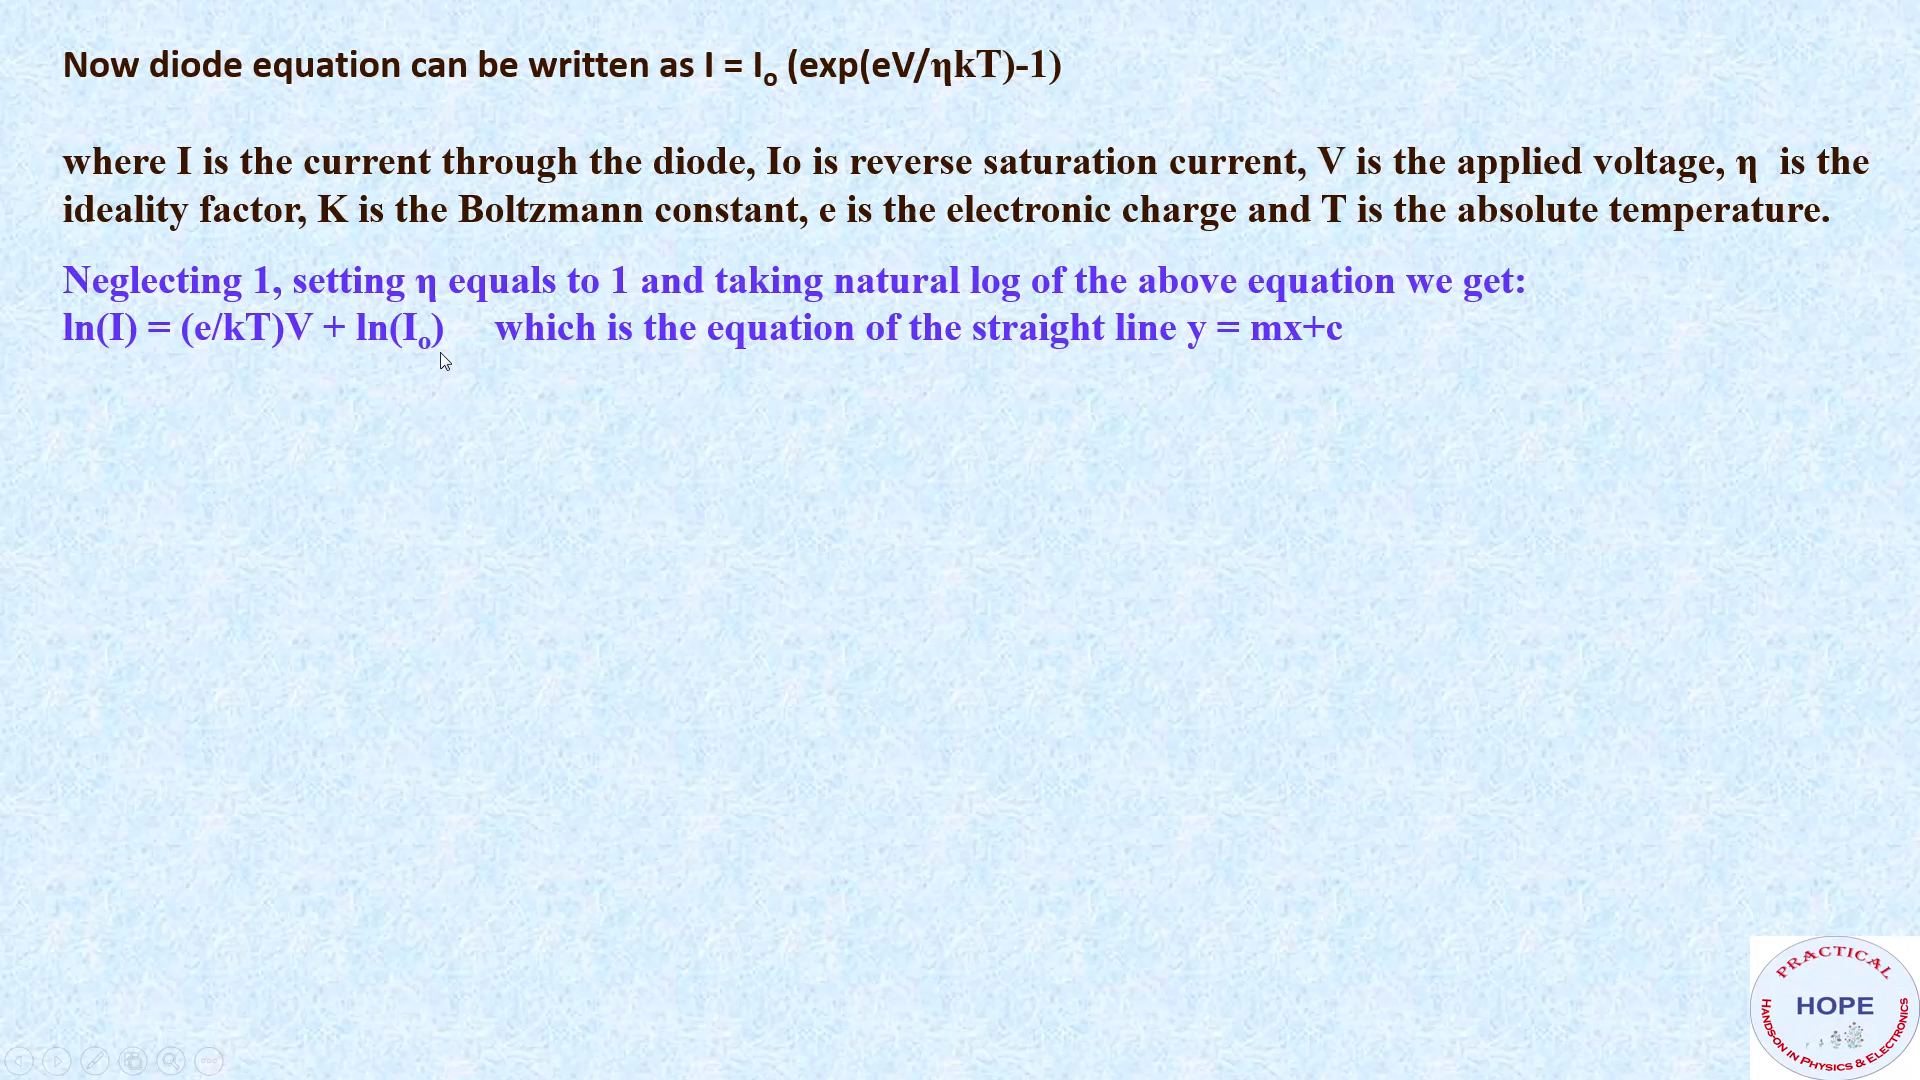 Now diode equation can be written as I = Io (exp(eV/ηkT)-1)
where I is the current through the diode, Io is reverse saturation current, V is the applied voltage, η is the
ideality factor, K is the Boltzmann constant, e is the electronic charge and T is the absolute temperature.
Neglecting 1, setting η equals to 1 and taking natural log of the above equation we get:
ln(I) = (e/kT)V + ln(Io) which is the equation of the straight line y = mx+c
PRACTICAL
HOPE
HANDS-ON IN PHYSICS & ELECTRONICS